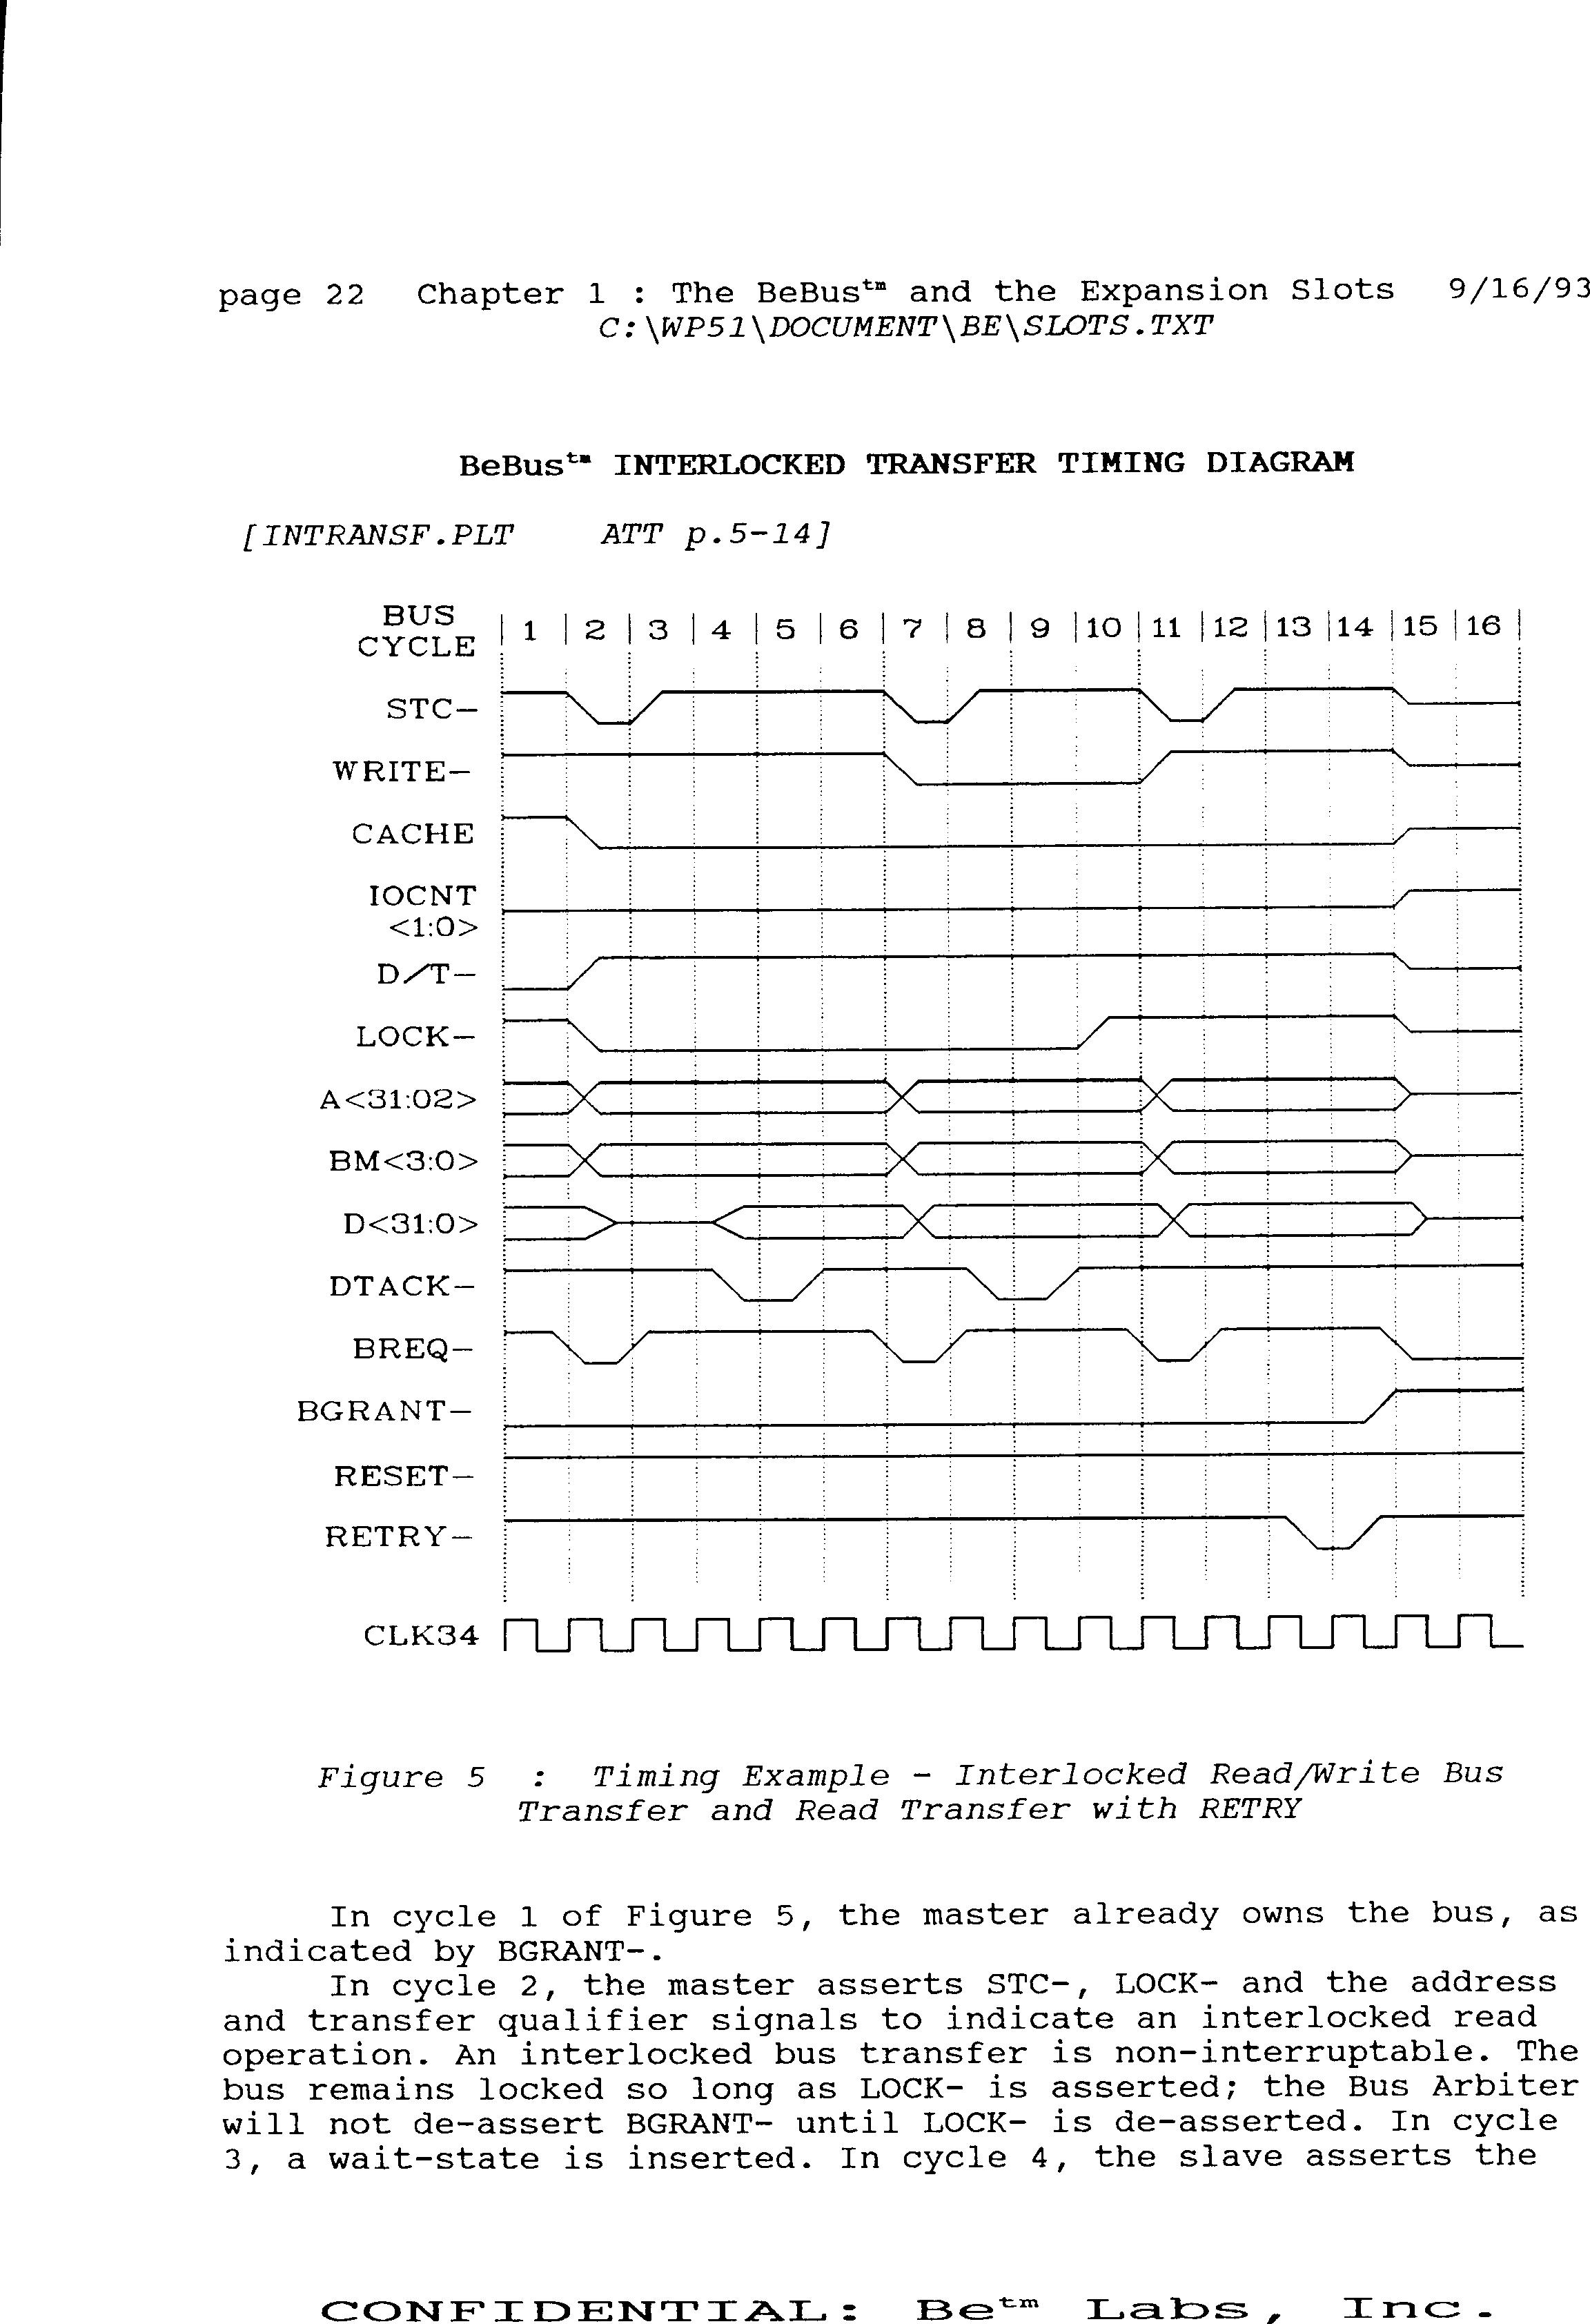 page 22 Chapter 1 : The BeBus™ and the Expansion Slots 9/16/93
C:\WP51\DOCUMENT\BE\SLOTS.TXT
BeBus™ INTERLOCKED TRANSFER TIMING DIAGRAM
[INTRANSF.PLT ATT p.5-14]
BUS
CYCLE | 1 | 2 | 3 | 4 | 5 | 6 | 7 | 8 | 9 | 10 | 11 | 12 | 13 | 14 | 15 | 16 |
STC-
WRITE-
CACHE
IOCNT
<1:0>
D/T-
LOCK-
A<31:02>
BM<3:0>
D<31:0>
DTACK-
BREQ-
BGRANT-
RESET-
RETRY-
CLK34
Figure 5 : Timing Example - Interlocked Read/Write Bus
Transfer and Read Transfer with RETRY
In cycle 1 of Figure 5, the master already owns the bus, as
indicated by BGRANT-.
In cycle 2, the master asserts STC-, LOCK- and the address
and transfer qualifier signals to indicate an interlocked read
operation. An interlocked bus transfer is non-interruptable. The
bus remains locked so long as LOCK- is asserted; the Bus Arbiter
will not de-assert BGRANT- until LOCK- is de-asserted. In cycle
3, a wait-state is inserted. In cycle 4, the slave asserts the
CONFIDENTIAL: Be™ Labs, Inc.